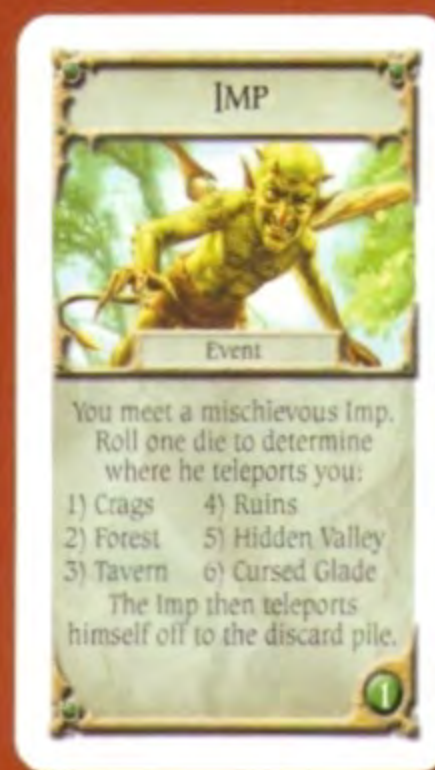 IMP
Event
You meet a mischievous Imp.
Roll one die to determine
where he teleports you:
1) Crags 4) Ruins
2) Forest 5) Hidden Valley
3) Tavern 6) Cursed Glade
The Imp then teleports
himself off to the discard pile.
1